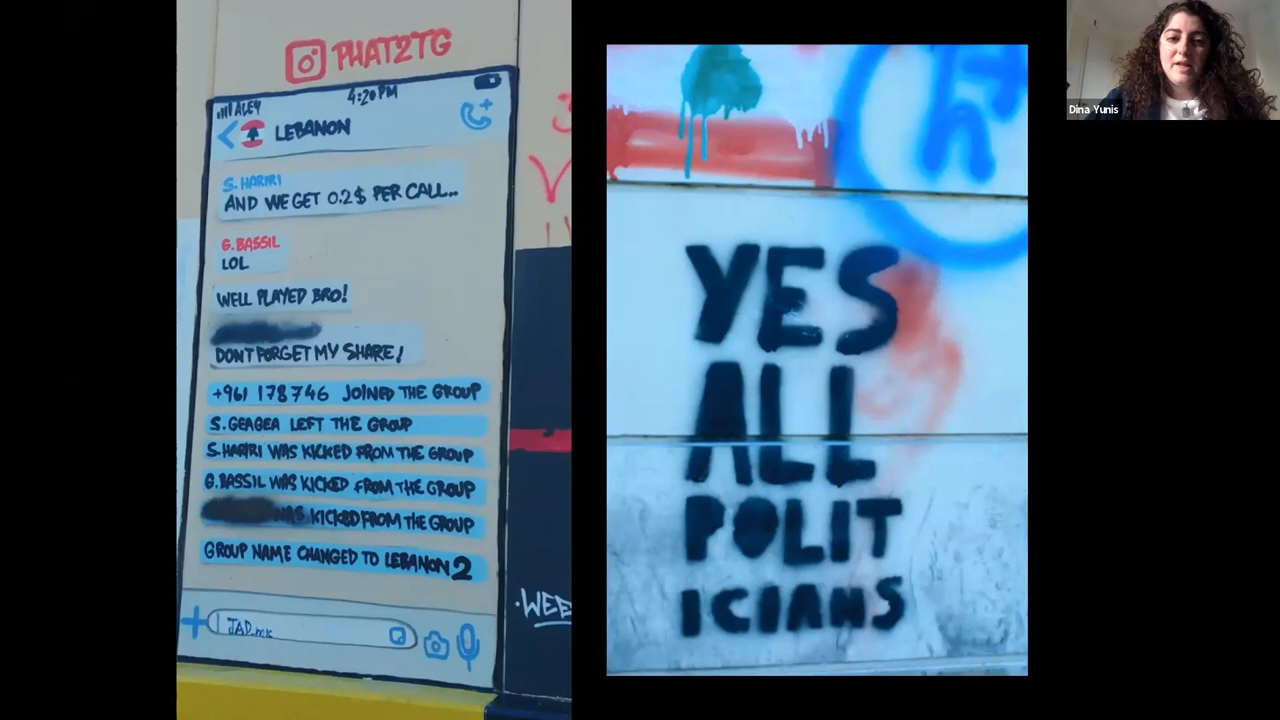 PHAT2TG
ALEY
4:20 PM
LEBANON
S. HARIRI
AND WE GET 0.2$ PER CALL..
G. BASSIL
LOL
WELL PLAYED BRO!
DON'T FORGET MY SHARE!
+961 178746 JOINED THE GROUP
S. GEAGEA LEFT THE GROUP
S. HARIRI WAS KICKED FROM THE GROUP
G. BASSIL WAS KICKED FROM THE GROUP
WAS KICKED FROM THE GROUP
GROUP NAME CHANGED TO LEBANON 2
WEE
YES
ALL
POLIT
ICIANS
Dina Yunis